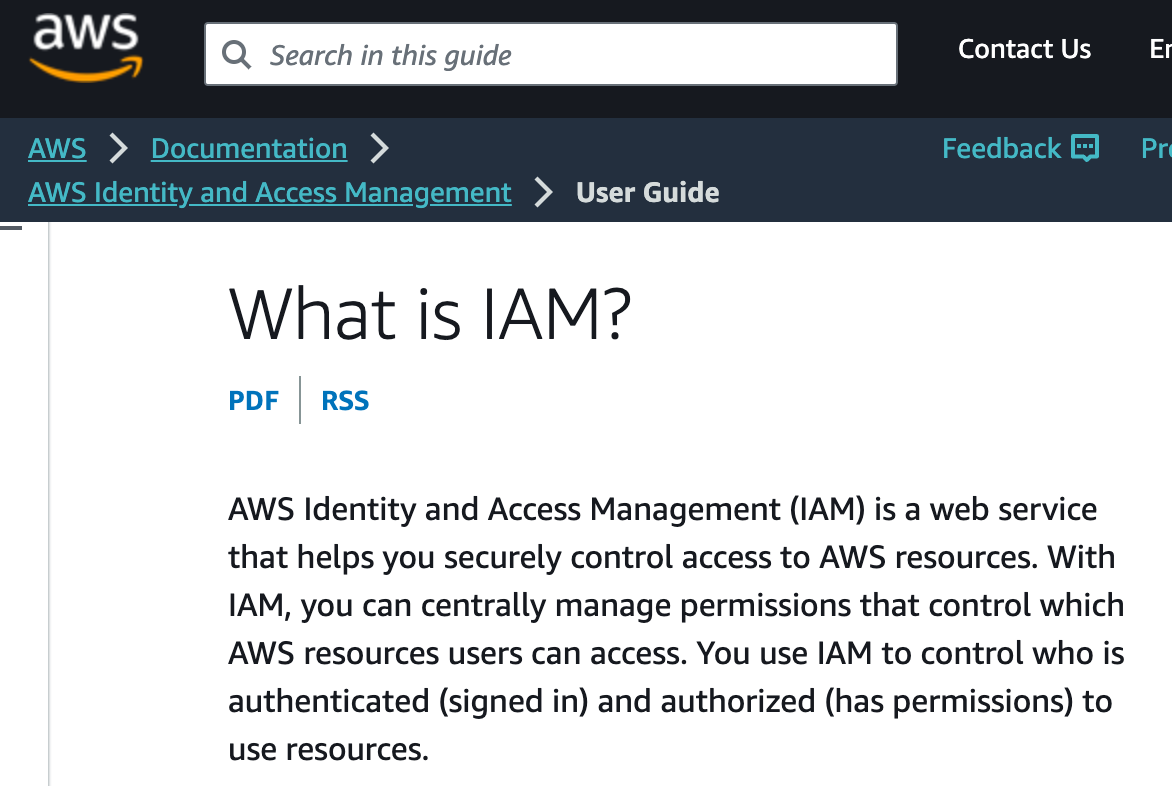 aws
Search in this guide
Contact Us
AWS
Documentation
Feedback
AWS Identity and Access Management
User Guide
What is IAM?
PDF
RSS
AWS Identity and Access Management (IAM) is a web service
that helps you securely control access to AWS resources. With
IAM, you can centrally manage permissions that control which
AWS resources users can access. You use IAM to control who is
authenticated (signed in) and authorized (has permissions) to
use resources.